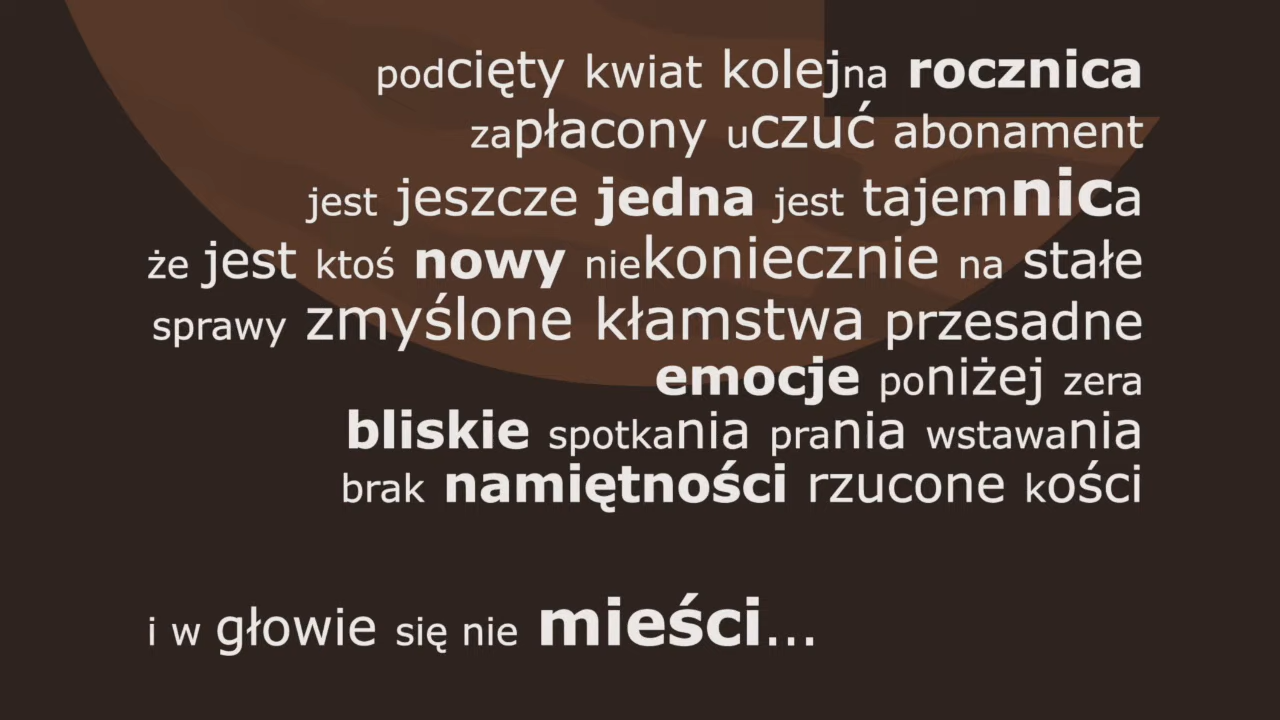 podcięty kwiat kolejna rocznica
zapłacony uczuć abonament
jest jeszcze jedna jest tajemnica
że jest ktoś nowy niekoniecznie na stałe
sprawy zmyślone kłamstwa przesadne
emocje poniżej zera
bliskie spotkania prania wstawania
brak namiętności rzucone kości
i w głowie się nie mieści...